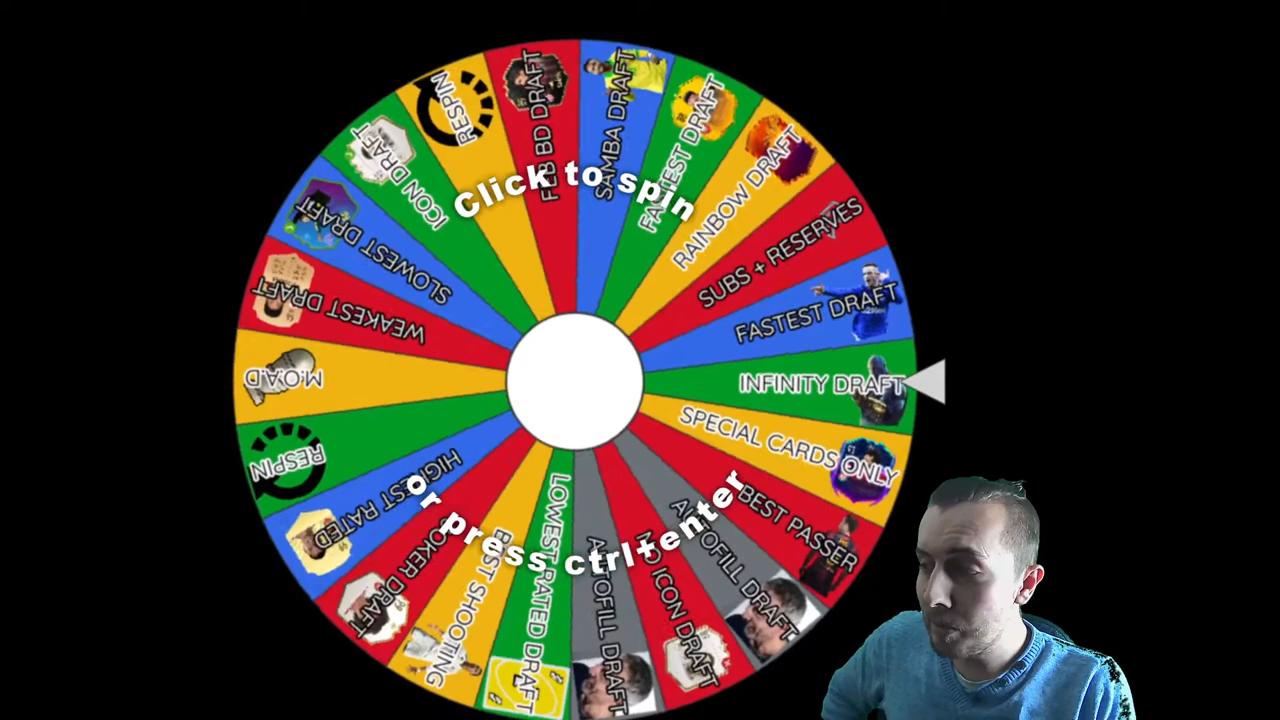 Click to spin
or press ctrl+enter
FUT BD DRAFT
SAMBA DRAFT
FASTEST DRAFT
RAINBOW DRAFT
SUBS + RESERVES
FASTEST DRAFT
INFINITY DRAFT
SPECIAL CARDS ONLY
BEST PASSER
AUTOFILL DRAFT
NO ICON DRAFT
AUTOFILL DRAFT
LOWEST RATED DRAFT
BEST SHOOTING
JOKER DRAFT
HIGHEST RATED
RESPIN
M.O.A.D
WEAKEST DRAFT
SLOWEST DRAFT
ICON DRAFT
RESPIN